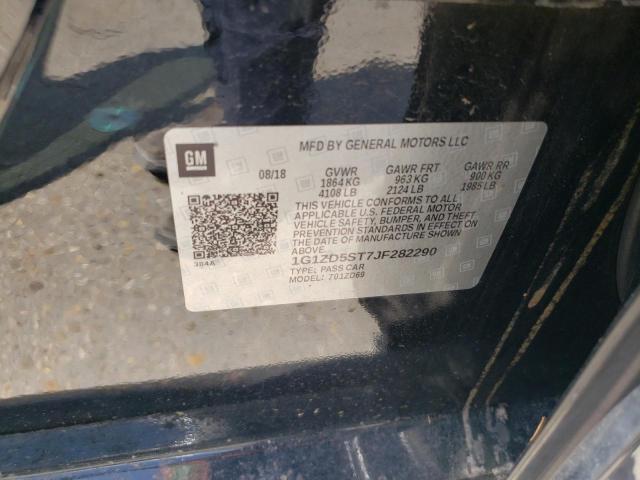 GM
MFD BY GENERAL MOTORS LLC
08/18 GVWR GAWR FRT GAWR RR
1864 KG 963 KG 900 KG
4108 LB 2124 LB 1985 LB
THIS VEHICLE CONFORMS TO ALL
APPLICABLE U.S. FEDERAL MOTOR
VEHICLE SAFETY, BUMPER, AND THEFT
PREVENTION STANDARDS IN EFFECT ON
THE DATE OF MANUFACTURE SHOWN
ABOVE.
1G1ZD5ST7JF282290
TYPE: PASS CAR
MODEL: 701ZD69
384A